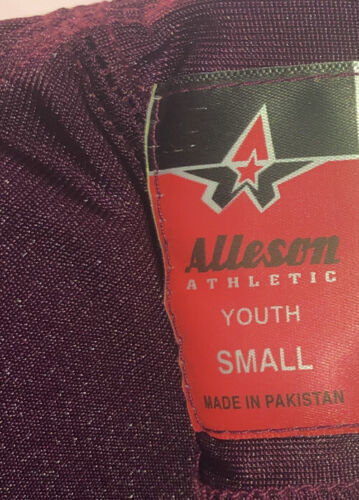 Alleson
ATHLETIC
YOUTH
SMALL
MADE IN PAKISTAN